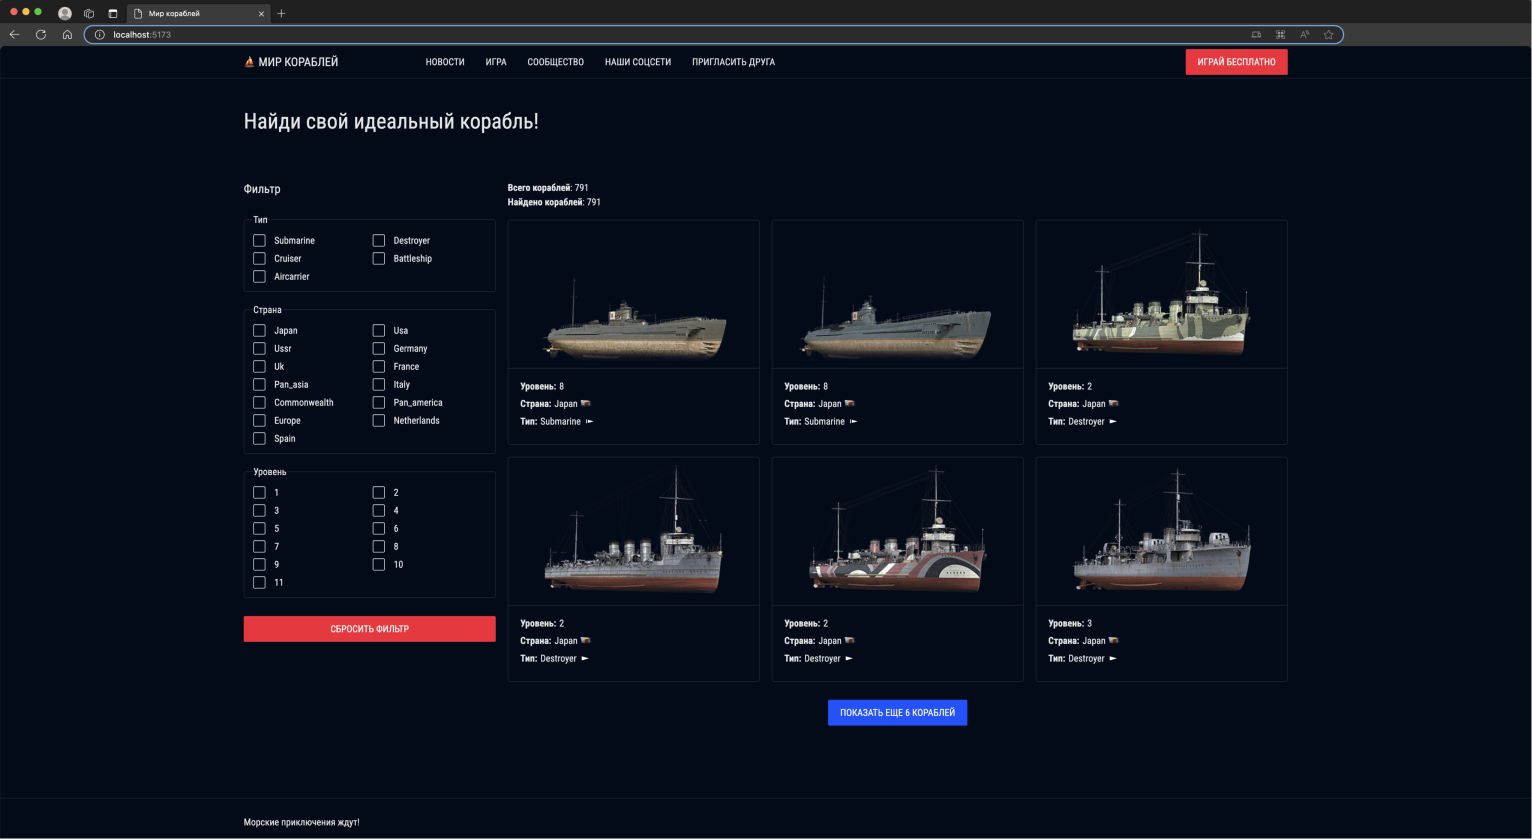 Мир кораблей
localhost:5173
МИР КОРАБЛЕЙ
НОВОСТИ
ИГРА
СООБЩЕСТВО
НАШИ СОЦСЕТИ
ПРИГЛАСИТЬ ДРУГА
ИГРАЙ БЕСПЛАТНО
Найди свой идеальный корабль!
Фильтр
Тип
Submarine
Destroyer
Cruiser
Battleship
Aircarrier
Страна
Japan
Usa
Ussr
Germany
Uk
France
Pan_asia
Italy
Commonwealth
Pan_america
Europe
Netherlands
Spain
Уровень
1
2
3
4
5
6
7
8
9
10
11
СБРОСИТЬ ФИЛЬТР
Всего кораблей: 791
Найдено кораблей: 791
Уровень: 8
Страна: Japan
Тип: Submarine
Уровень: 8
Страна: Japan
Тип: Submarine
Уровень: 2
Страна: Japan
Тип: Destroyer
Уровень: 2
Страна: Japan
Тип: Destroyer
Уровень: 2
Страна: Japan
Тип: Destroyer
Уровень: 3
Страна: Japan
Тип: Destroyer
ПОКАЗАТЬ ЕЩЕ 6 КОРАБЛЕЙ
Морские приключения ждут!